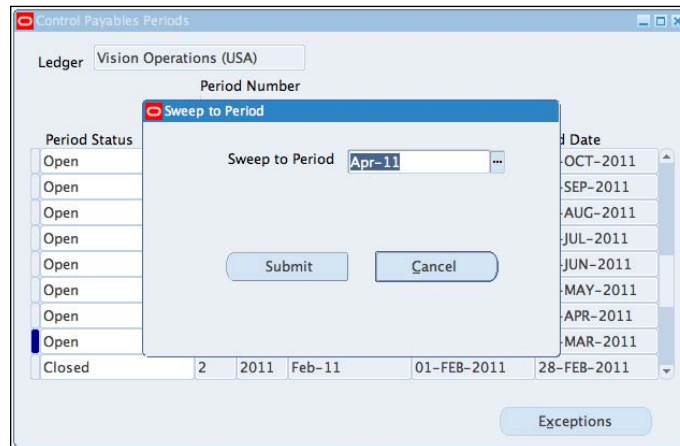 Control Payables Periods
Ledger Vision Operations (USA)
Period Number
Sweep to Period
Sweep to Period Apr-11 ...
Submit Cancel
Period Status d Date
Open -OCT-2011
Open -SEP-2011
Open -AUG-2011
Open -JUL-2011
Open -JUN-2011
Open -MAY-2011
Open -APR-2011
Open -MAR-2011
Closed 2 2011 Feb-11 01-FEB-2011 28-FEB-2011
Exceptions